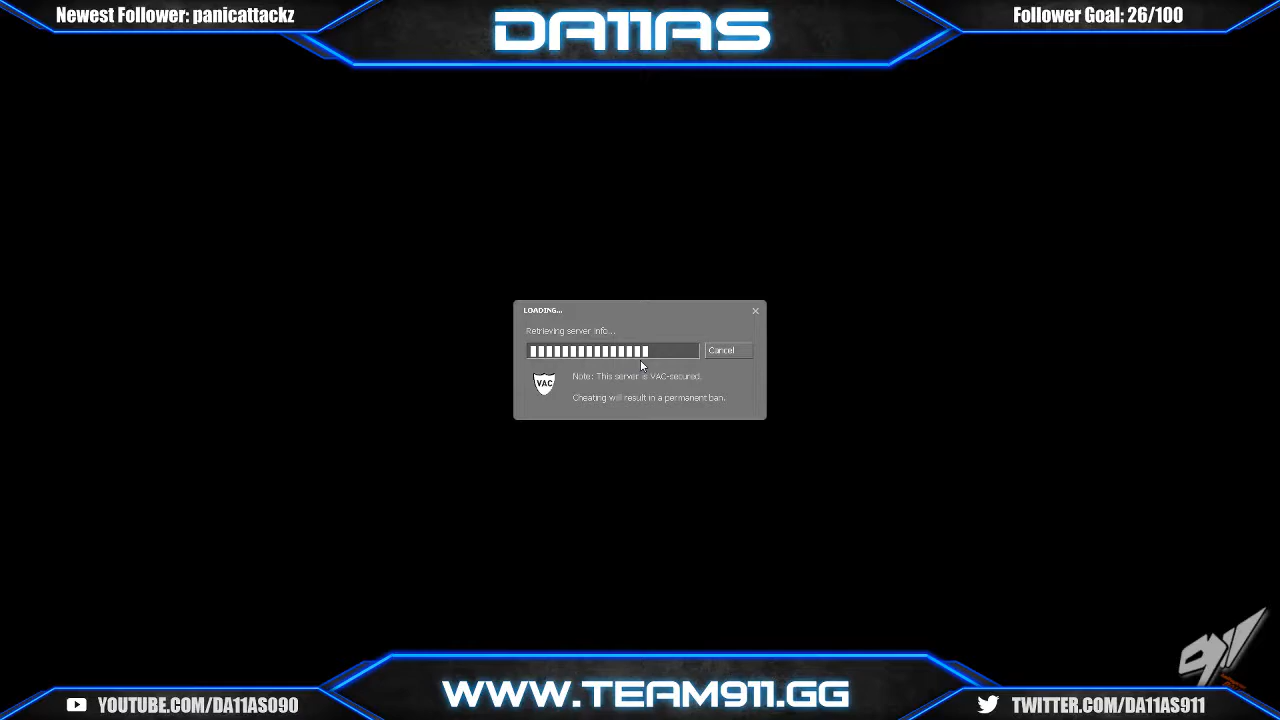 Newest Follower: panicattackz
DA11AS
Follower Goal: 26/100
LOADING...
Retrieving server info...
Cancel
VAC
Note: This server is VAC-secured.
Cheating will result in a permanent ban.
911
YOUTUBE.COM/DA11AS090
WWW.TEAM911.GG
TWITTER.COM/DA11AS911